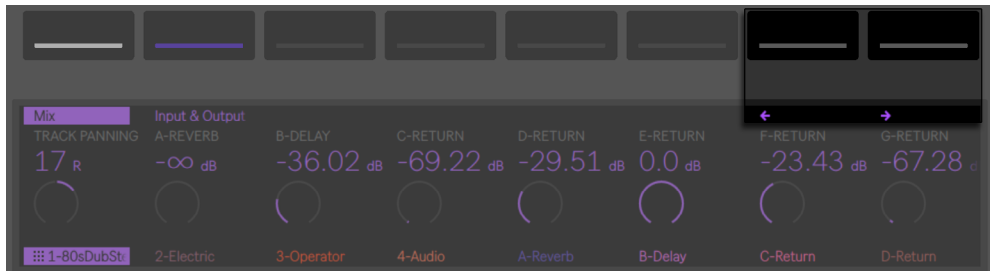 Mix Input & Output ← →
TRACK PANNING A-REVERB B-DELAY C-RETURN D-RETURN E-RETURN F-RETURN G-RETURN
17 R -∞ dB -36.02 dB -69.22 dB -29.51 dB 0.0 dB -23.43 dB -67.28 d
1-80sDubSt 2-Electric 3-Operator 4-Audio A-Reverb B-Delay C-Return D-Return